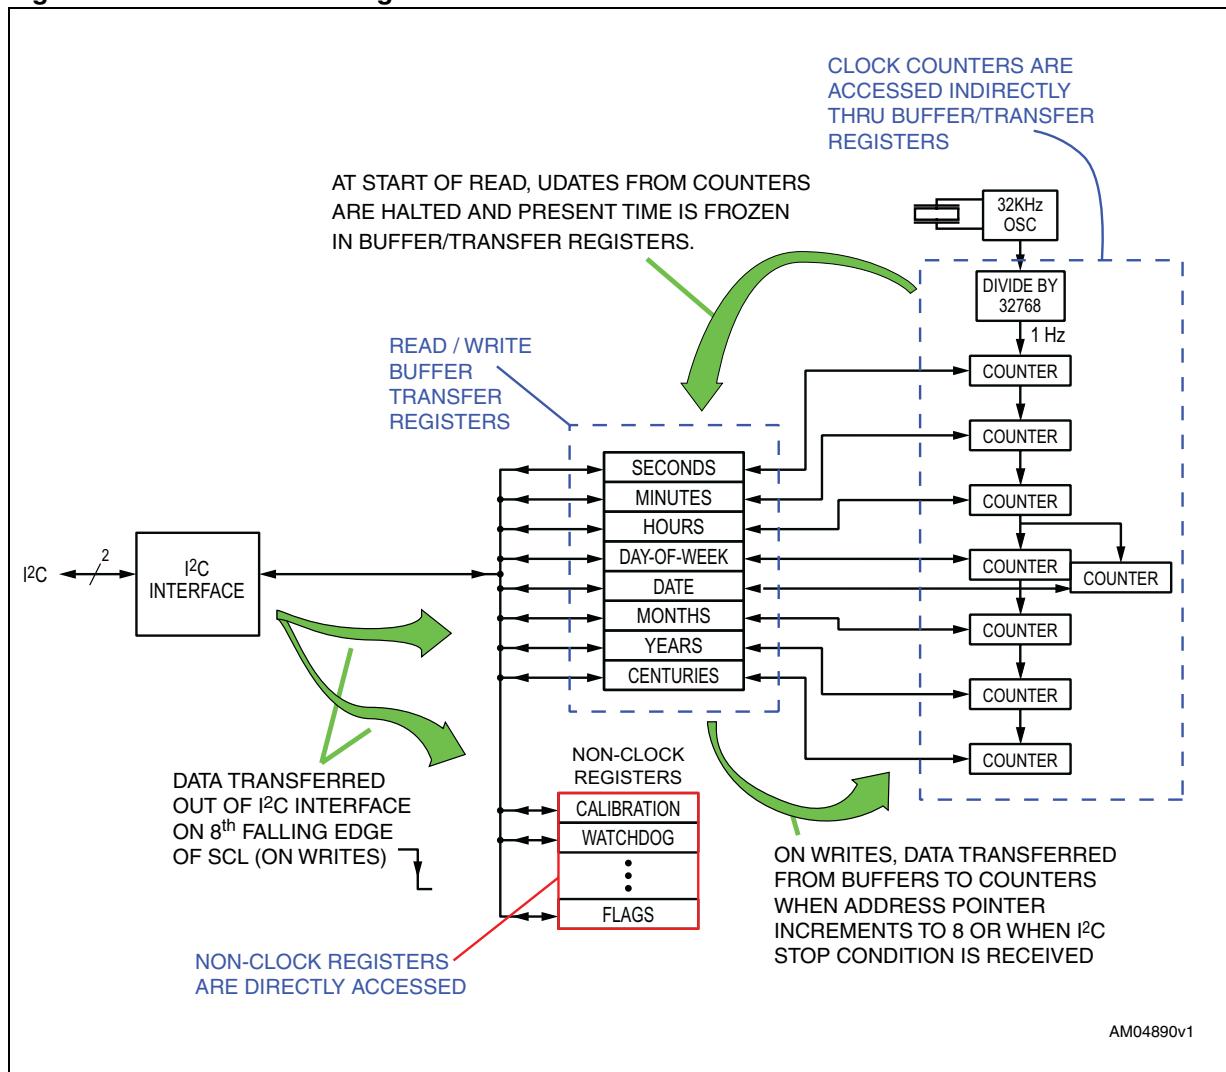 CLOCK COUNTERS ARE
ACCESSED INDIRECTLY
THRU BUFFER/TRANSFER
REGISTERS
AT START OF READ, UDATES FROM COUNTERS
ARE HALTED AND PRESENT TIME IS FROZEN
IN BUFFER/TRANSFER REGISTERS.
32KHz
OSC
DIVIDE BY
32768
1 Hz
READ / WRITE
BUFFER
TRANSFER
REGISTERS
COUNTER
COUNTER
COUNTER
COUNTER
COUNTER
COUNTER
COUNTER
COUNTER
SECONDS
MINUTES
HOURS
DAY-OF-WEEK
DATE
MONTHS
YEARS
CENTURIES
I²C
2
I²C
INTERFACE
DATA TRANSFERRED
OUT OF I²C INTERFACE
ON 8th FALLING EDGE
OF SCL (ON WRITES)
NON-CLOCK
REGISTERS
CALIBRATION
WATCHDOG
FLAGS
ON WRITES, DATA TRANSFERRED
FROM BUFFERS TO COUNTERS
WHEN ADDRESS POINTER
INCREMENTS TO 8 OR WHEN I²C
STOP CONDITION IS RECEIVED
NON-CLOCK REGISTERS
ARE DIRECTLY ACCESSED
AM04890v1